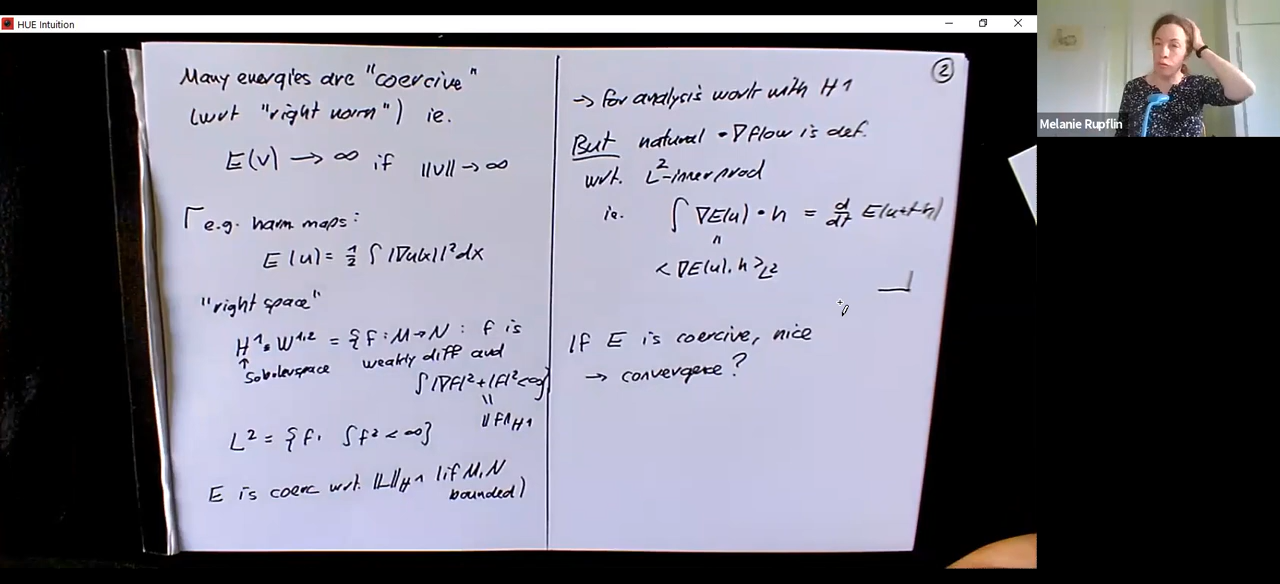 HUE Intuition
Many energies are "coercive"
(wrt "right norm") ie.
E(v) → ∞ if ||v|| → ∞
e.g. harm maps:
E(u) = 1/2 ∫ |∇u(x)|² dx
"right space"
H¹ = W^{1,2} = {f: M → N : f is
weakly diff and
↑
Sobolevspace
∫ |∇f|² + |f|² < ∞}
||
||f||_{H¹}
L² = {f. ∫ f² < ∞}
E is coerc wrt. || ||_{H¹} (if M, N
bounded)
②
→ for analysis work with H¹
But natural • ∇flow is def.
wrt. L²-inner prod
ie. ∫ ∇E(u) • h = d/dt E(u+th)
"
< ∇E(u), h >_{L²}
If E is coercive, nice
→ convergence?
Melanie Rupflin